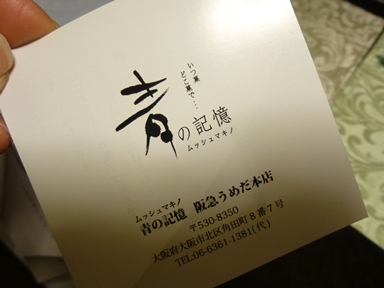 いつ東
どこ東で…
青の記憶
ムッシュマキノ
ムッシュマキノ
青の記憶 阪急うめだ本店
〒530-8350
大阪府大阪市北区角田町8番7号
TEL:06-6361-1381(代)